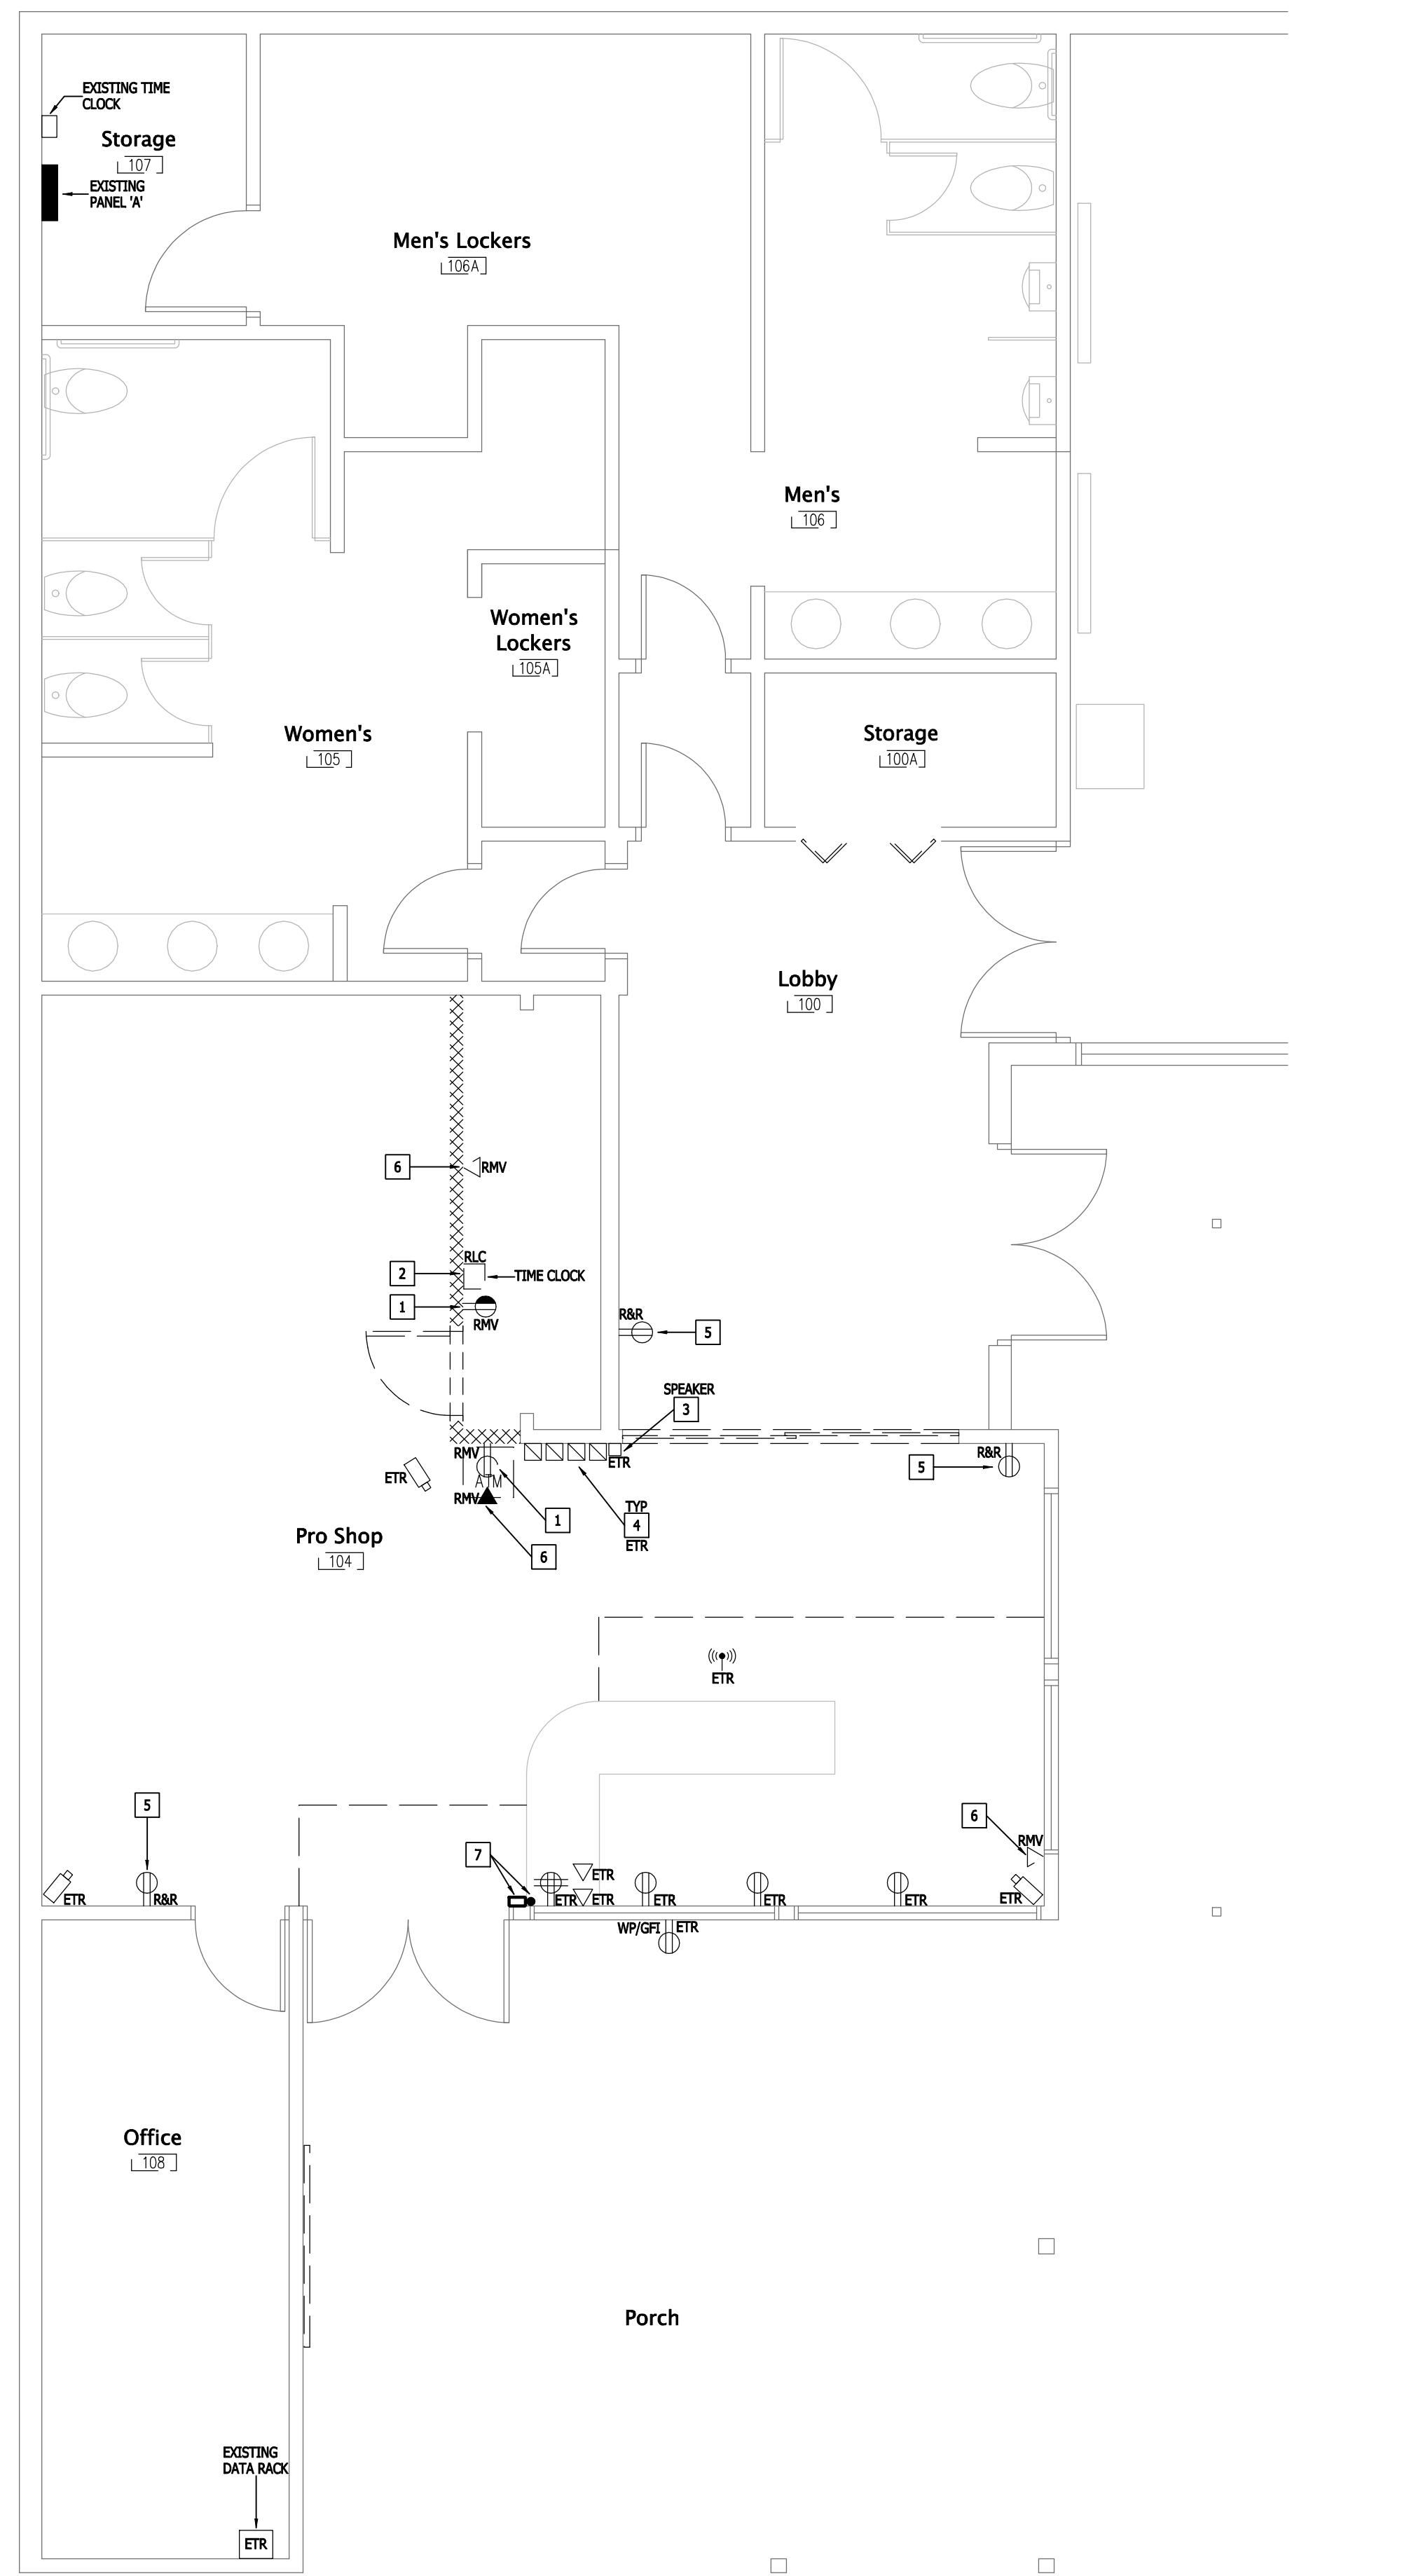 EXISTING TIME
CLOCK
Storage
107
EXISTING
PANEL 'A'
Men's Lockers
106A
Men's
106
Women's
Lockers
105A
Women's
105
Storage
100A
Lobby
100
6
RMV
RLC
2
TIME CLOCK
1
RMV
R&R
5
SPEAKER
3
RMV
ETR
R&R
5
ETR
ATM
RMV
TYP
1
4
ETR
6
Pro Shop
104
ETR
5
6
RMV
7
ETR
R&R
ETR
ETR
ETR
ETR
ETR
ETR
ETR
WP/GFI
ETR
Office
108
Porch
EXISTING
DATA RACK
ETR